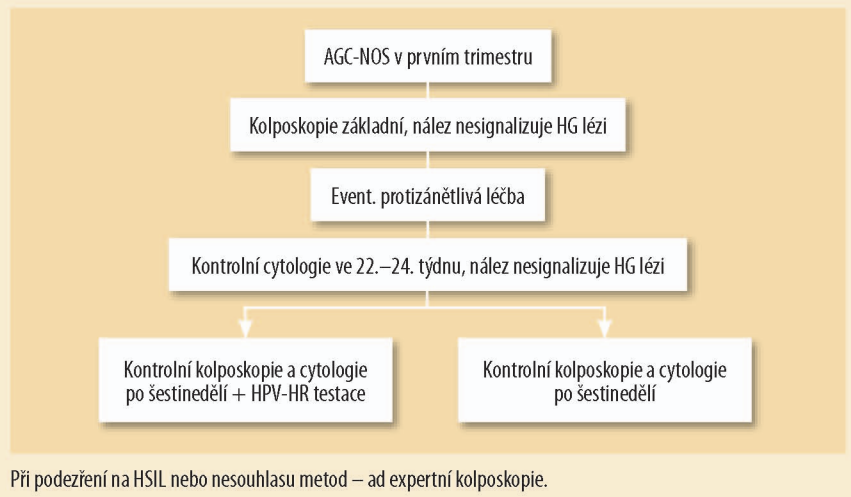 AGC-NOS v prvním trimestru
Kolposkopie základní, nález nesignalizuje HG lézi
Event. protizánětlivá léčba
Kontrolní cytologie ve 22.–24. týdnu, nález nesignalizuje HG lézi
Kontrolní kolposkopie a cytologie
po šestinedělí + HPV-HR testace
Kontrolní kolposkopie a cytologie
po šestinedělí
Při podezření na HSIL nebo nesouhlasu metod – ad expertní kolposkopie.